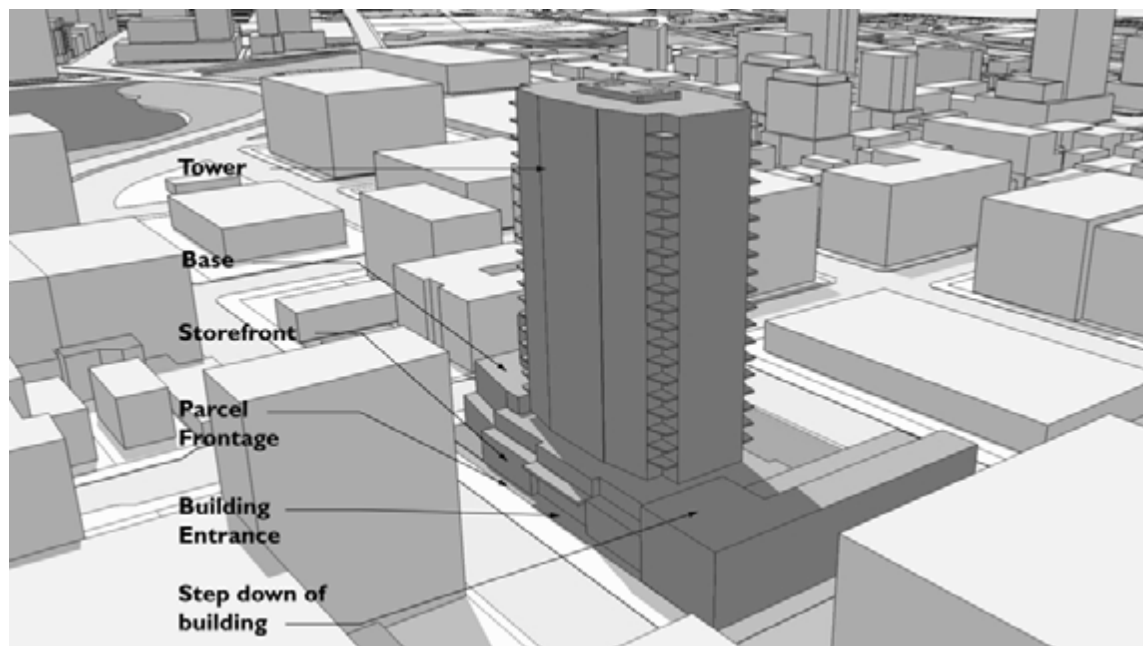 Tower
Base
Storefront
Parcel
Frontage
Building
Entrance
Step down of
building